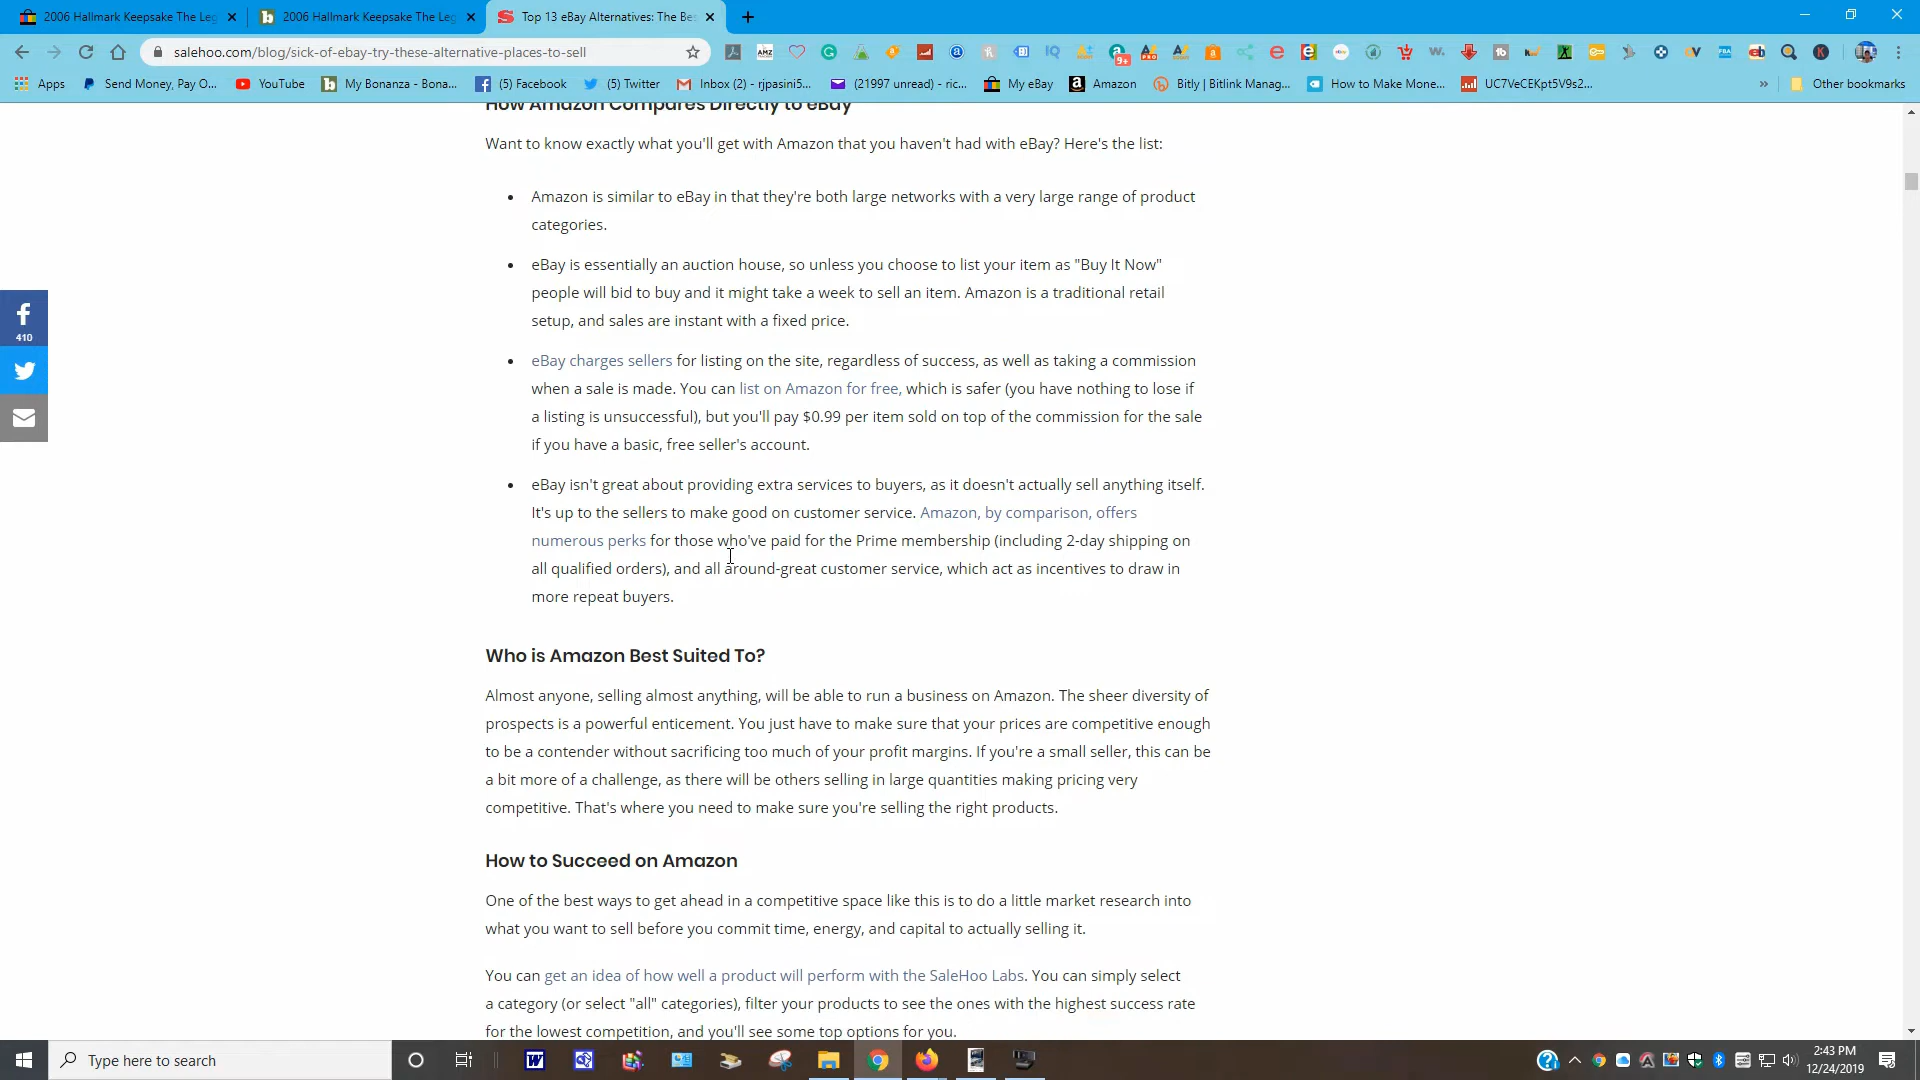 2006 Hallmark Keepsake The Leg
2006 Hallmark Keepsake The Leg
Top 13 eBay Alternatives: The Be
salehoo.com/blog/sick-of-ebay-try-these-alternative-places-to-sell
Apps
Send Money, Pay O...
YouTube
My Bonanza - Bona...
(5) Facebook
(5) Twitter
Inbox (2) - rjpasini5...
(21997 unread) - ric...
My eBay
Amazon
Bitly | Bitlink Manag...
How to Make Mone...
UC7VeCEKpt5V9s2...
Other bookmarks
How Amazon Compares Directly to eBay
Want to know exactly what you'll get with Amazon that you haven't had with eBay? Here's the list:
Amazon is similar to eBay in that they're both large networks with a very large range of product
categories.
eBay is essentially an auction house, so unless you choose to list your item as "Buy It Now"
people will bid to buy and it might take a week to sell an item. Amazon is a traditional retail
setup, and sales are instant with a fixed price.
eBay charges sellers for listing on the site, regardless of success, as well as taking a commission
when a sale is made. You can list on Amazon for free, which is safer (you have nothing to lose if
a listing is unsuccessful), but you'll pay $0.99 per item sold on top of the commission for the sale
if you have a basic, free seller's account.
eBay isn't great about providing extra services to buyers, as it doesn't actually sell anything itself.
It's up to the sellers to make good on customer service. Amazon, by comparison, offers
numerous perks for those who've paid for the Prime membership (including 2-day shipping on
all qualified orders), and all around-great customer service, which act as incentives to draw in
more repeat buyers.
410
Who is Amazon Best Suited To?
Almost anyone, selling almost anything, will be able to run a business on Amazon. The sheer diversity of
prospects is a powerful enticement. You just have to make sure that your prices are competitive enough
to be a contender without sacrificing too much of your profit margins. If you're a small seller, this can be
a bit more of a challenge, as there will be others selling in large quantities making pricing very
competitive. That's where you need to make sure you're selling the right products.
How to Succeed on Amazon
One of the best ways to get ahead in a competitive space like this is to do a little market research into
what you want to sell before you commit time, energy, and capital to actually selling it.
You can get an idea of how well a product will perform with the SaleHoo Labs. You can simply select
a category (or select "all" categories), filter your products to see the ones with the highest success rate
for the lowest competition, and you'll see some top options for you.
Type here to search
2:43 PM
12/24/2019